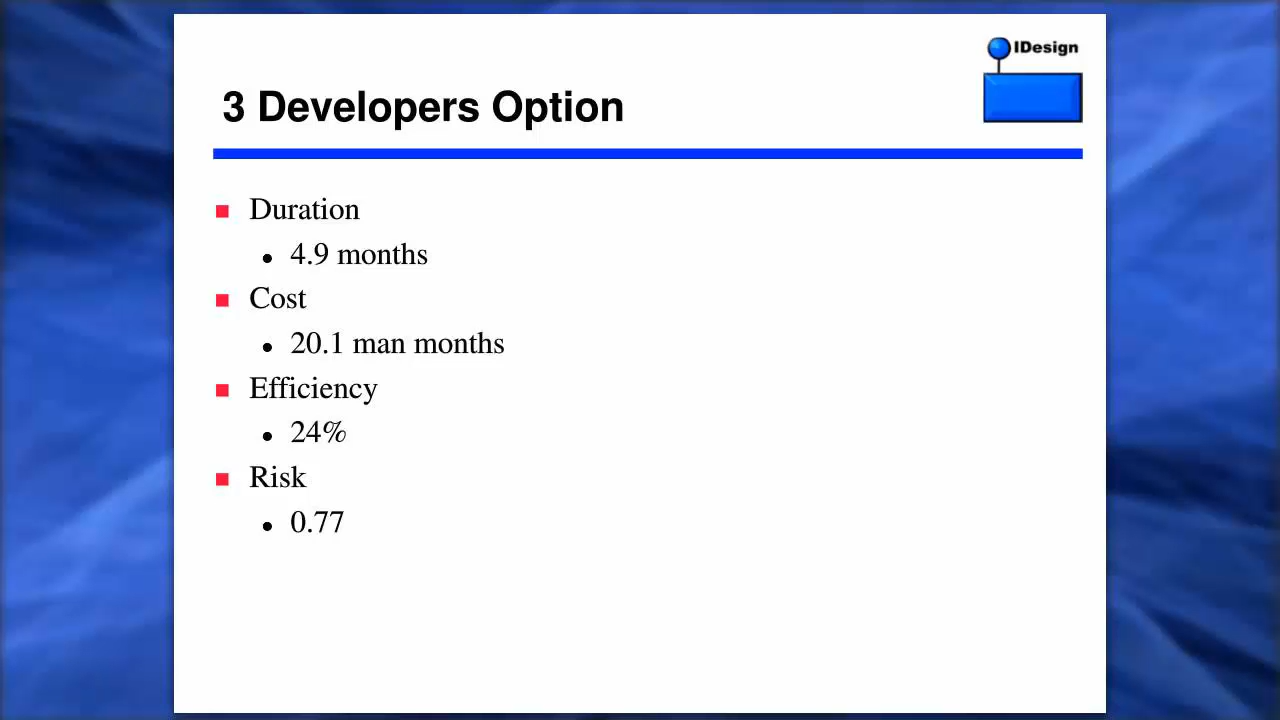 IDesign
3 Developers Option
Duration
4.9 months
Cost
20.1 man months
Efficiency
24%
Risk
0.77